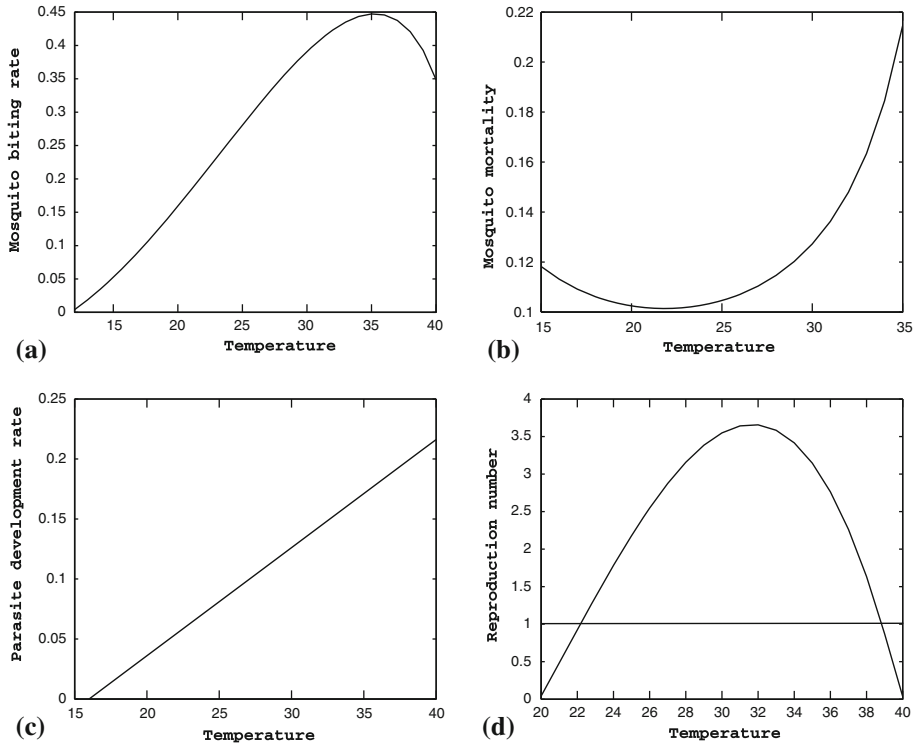 0.45
0.4
0.35
0.3
0.25
0.2
0.15
0.1
0.05
0
Mosquito biting rate
15 20 25 30 35 40
Temperature
(a)
0.22
0.2
0.18
0.16
0.14
0.12
0.1
Mosquito mortality
15 20 25 30 35
Temperature
(b)
0.25
0.2
0.15
0.1
0.05
0
Parasite development rate
15 20 25 30 35 40
Temperature
(c)
4
3.5
3
2.5
2
1.5
1
0.5
0
Reproduction number
20 22 24 26 28 30 32 34 36 38 40
Temperature
(d)